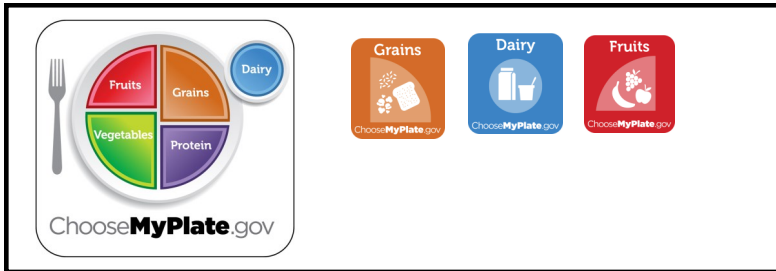 Dairy
Fruits
Grains
Vegetables
Protein
ChooseMyPlate.gov
Grains
ChooseMyPlate.gov
Dairy
ChooseMyPlate.gov
Fruits
ChooseMyPlate.gov